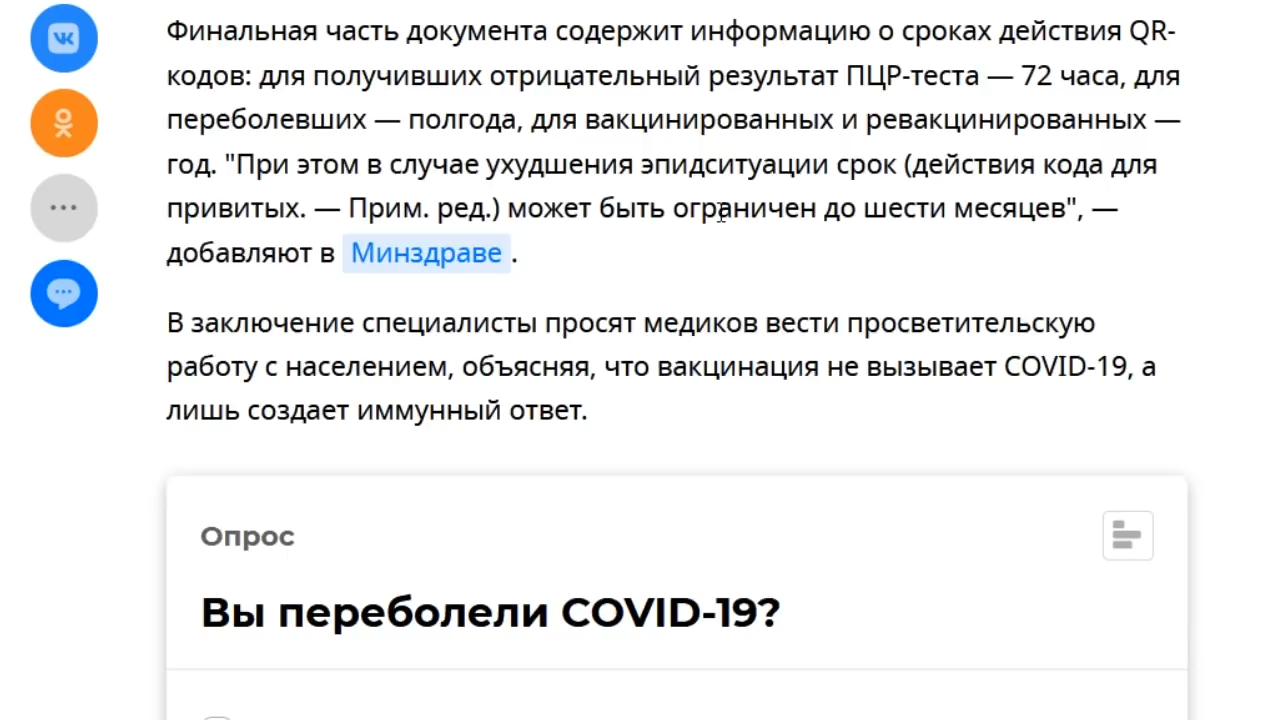 Финальная часть документа содержит информацию о сроках действия QR-
кодов: для получивших отрицательный результат ПЦР-теста — 72 часа, для
переболевших — полгода, для вакцинированных и ревакцинированных —
год. "При этом в случае ухудшения эпидситуации срок (действия кода для
привитых. — Прим. ред.) может быть ограничен до шести месяцев", —
добавляют в Минздраве.
В заключение специалисты просят медиков вести просветительскую
работу с населением, объясняя, что вакцинация не вызывает COVID-19, а
лишь создает иммунный ответ.
Опрос
Вы переболели COVID-19?